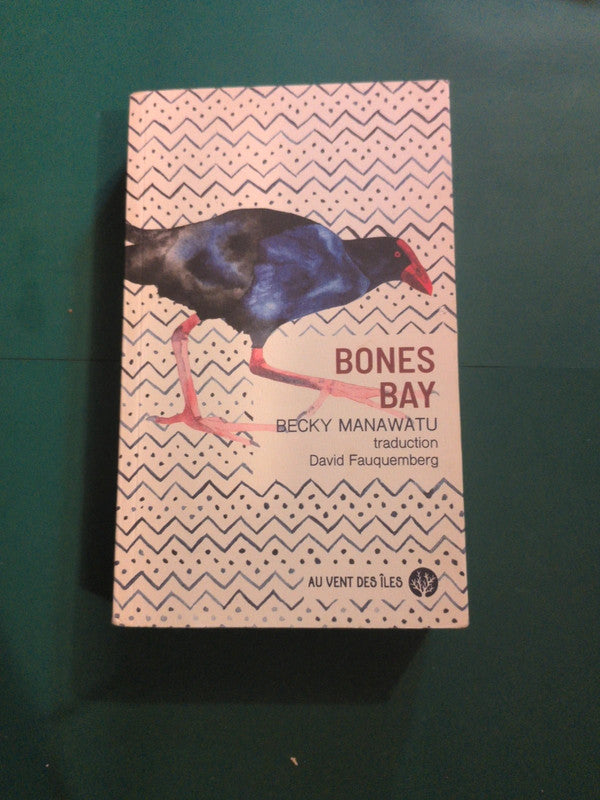 BONES
BAY
BECKY MANAWATU
traduction
David Fauquemberg
AU VENT DES ÎLES